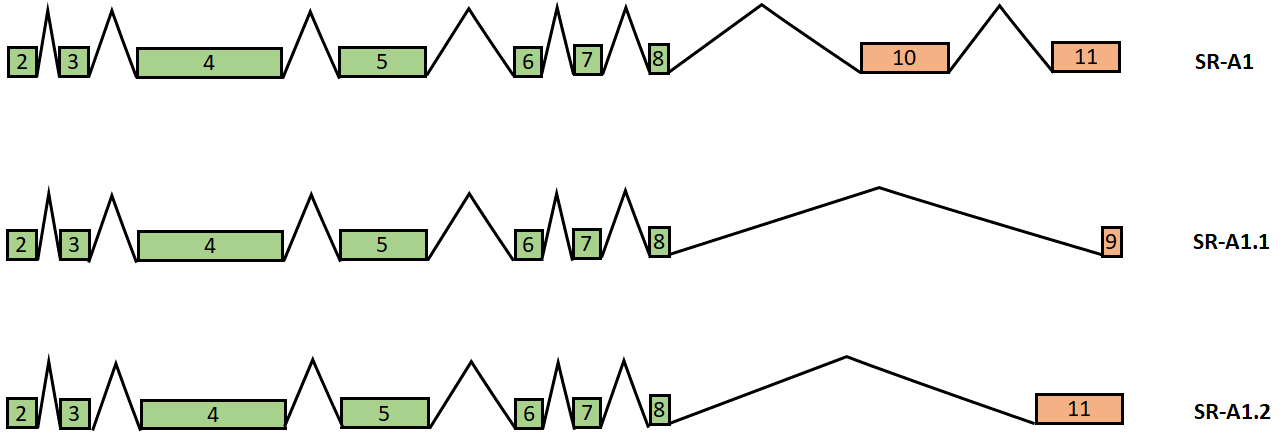 2 3 4 5 6 7 8 10 11 SR-A1
2 3 4 5 6 7 8 9 SR-A1.1
2 3 4 5 6 7 8 11 SR-A1.2